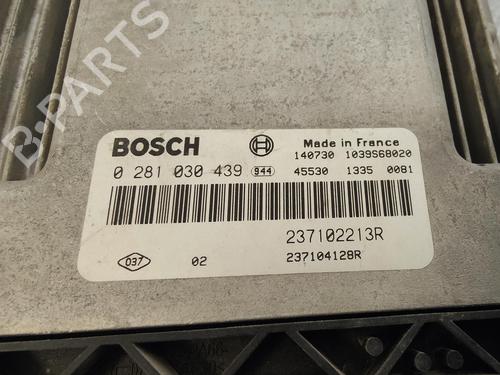 B-PARTS
BOSCH
Made in France
140730 1039S68020
0 281 030 439 944 45530 1335 0081
237102213R
037 02 237104128R